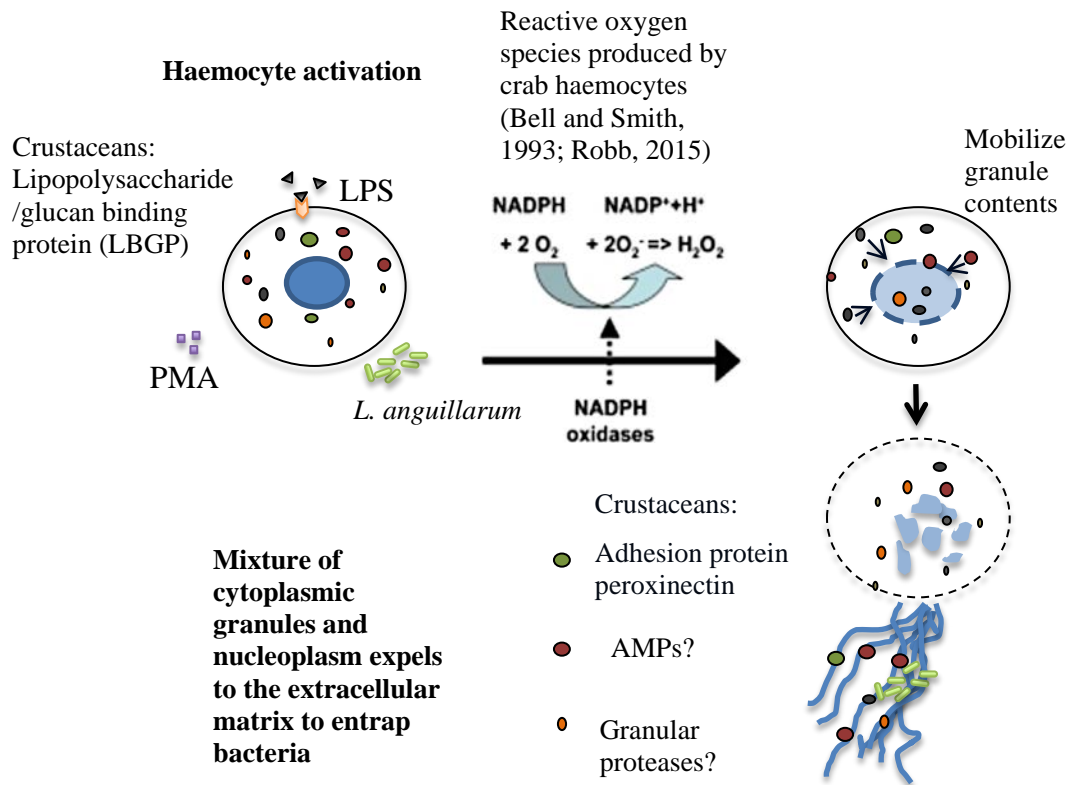 Haemocyte activation
Crustaceans:
Lipopolysaccharide
/glucan binding
protein (LBGP)
LPS
PMA
L. anguillarum
Reactive oxygen
species produced by
crab haemocytes
(Bell and Smith,
1993; Robb, 2015)
NADPH
+ 2 O₂
NADP⁺+H⁺
+ 2O₂⁻=> H₂O₂
NADPH
oxidases
Mobilize
granule
contents
Mixture of
cytoplasmic
granules and
nucleoplasm expels
to the extracellular
matrix to entrap
bacteria
Crustaceans:
Adhesion protein
peroxinectin
AMPs?
Granular
proteases?